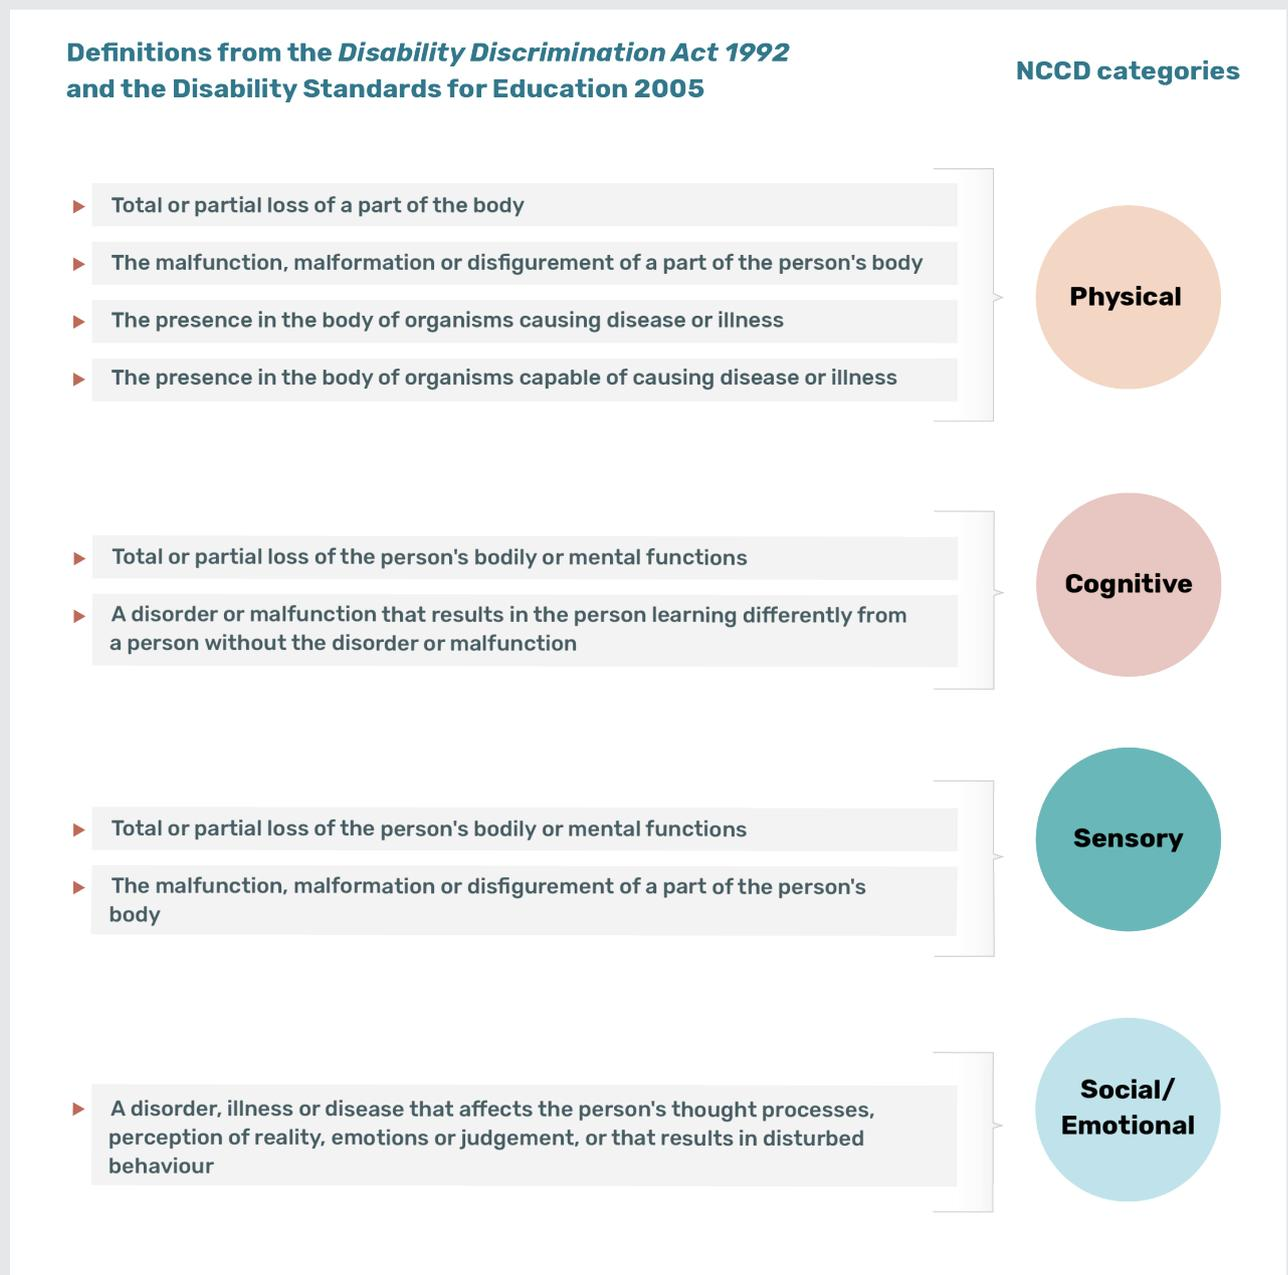 Definitions from the Disability Discrimination Act 1992
and the Disability Standards for Education 2005
NCCD categories
Total or partial loss of a part of the body
The malfunction, malformation or disfigurement of a part of the person's body
The presence in the body of organisms causing disease or illness
The presence in the body of organisms capable of causing disease or illness
Physical
Total or partial loss of the person's bodily or mental functions
A disorder or malfunction that results in the person learning differently from
a person without the disorder or malfunction
Cognitive
Total or partial loss of the person's bodily or mental functions
The malfunction, malformation or disfigurement of a part of the person's
body
Sensory
A disorder, illness or disease that affects the person's thought processes,
perception of reality, emotions or judgement, or that results in disturbed
behaviour
Social/
Emotional